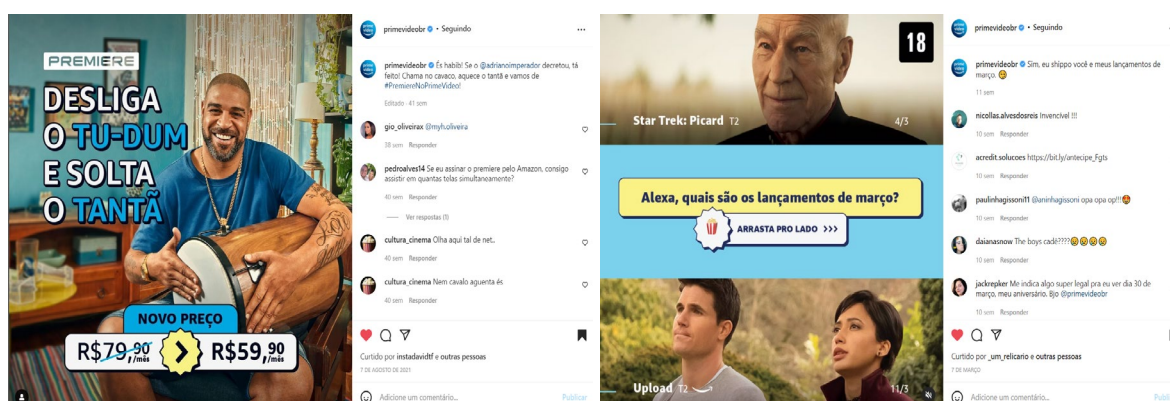 PREMIERE
DESLIGA
O TU-DUM
E SOLTA
O TANTÃ
NOVO PREÇO
R$79,90/mês
R$59,90/mês
primevideobr • Seguindo
primevideobr És habib! Se o @adrianoimperador decretou, tá
feito! Chama no cavaco, aquece o tantã e vamos de
#PremiereNoPrimeVideo!
Editado · 41 sem
gio_oliveirax @myh.oliveira
38 sem Responder
pedroalves14 Se eu assinar o premiere pelo Amazon, consigo
assistir em quantas telas simultaneamente?
40 sem Responder
Ver respostas (1)
cultura_cinema Olha aqui tal de net..
40 sem Responder
cultura_cinema Nem cavalo aguenta és
40 sem Responder
Curtido por instadavidtf e outras pessoas
7 DE AGOSTO DE 2021
Adicione um comentário...
Publicar
18
Star Trek: Picard T2
4/3
Alexa, quais são os lançamentos de março?
ARRASTA PRO LADO >>>
Upload T2
11/3
primevideobr • Seguindo
primevideobr Sim, eu shippo você e meus lançamentos de
março.
11 sem
nicollas.alvesdosreis Invencível !!!
10 sem Responder
acredit.solucoes https://bit.ly/antecipe_Fgts
10 sem Responder
paulinhagissoni11 @aninhagissoni opa opa op!!!
10 sem Responder
daianasnow The boys cadê????
10 sem Responder
jackrepker Me indica algo super legal pra eu ver dia 30 de
março, meu aniversário. Bjo @primevideobr
10 sem Responder
Curtido por _um_relicario e outras pessoas
7 DE MARÇO
Adicione um comentário...